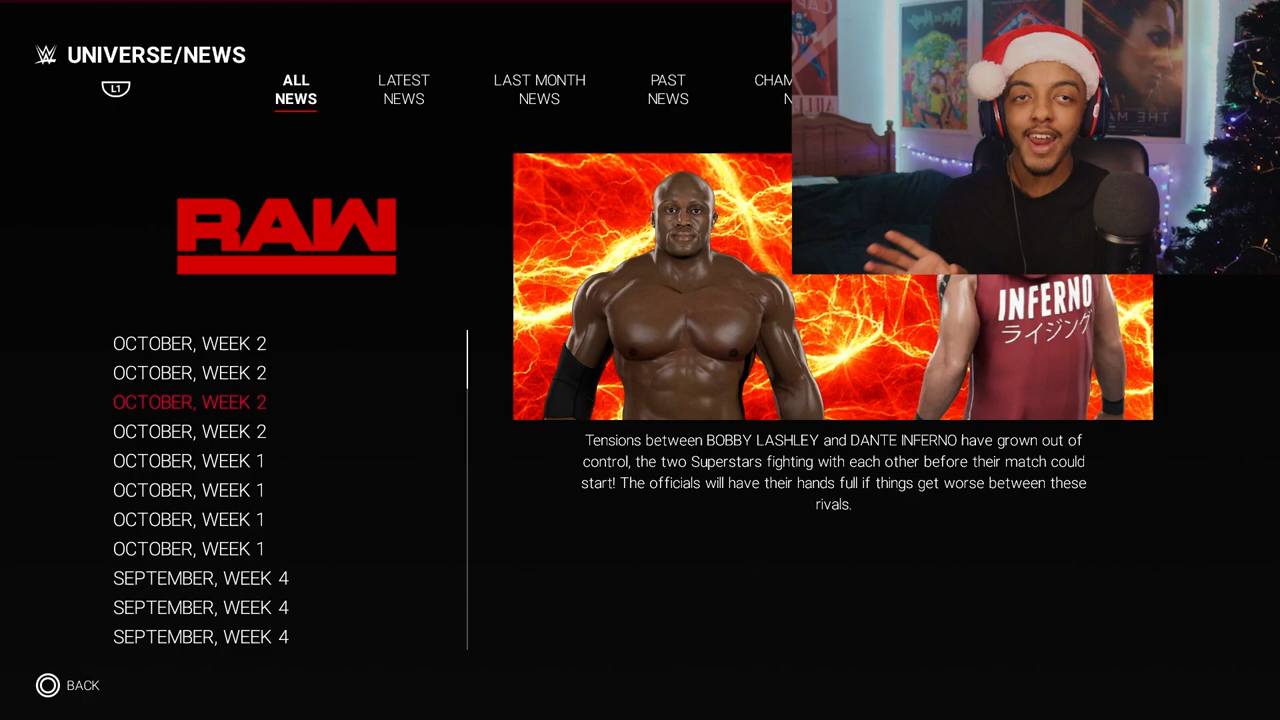 UNIVERSE/NEWS
L1
ALL
NEWS
LATEST
NEWS
LAST MONTH
NEWS
PAST
NEWS
CHAM
N
RAW
OCTOBER, WEEK 2
OCTOBER, WEEK 2
OCTOBER, WEEK 2
OCTOBER, WEEK 2
OCTOBER, WEEK 1
OCTOBER, WEEK 1
OCTOBER, WEEK 1
OCTOBER, WEEK 1
SEPTEMBER, WEEK 4
SEPTEMBER, WEEK 4
SEPTEMBER, WEEK 4
INFERNO
ライジング
Tensions between BOBBY LASHLEY and DANTE INFERNO have grown out of
control, the two Superstars fighting with each other before their match could
start! The officials will have their hands full if things get worse between these
rivals.
BACK